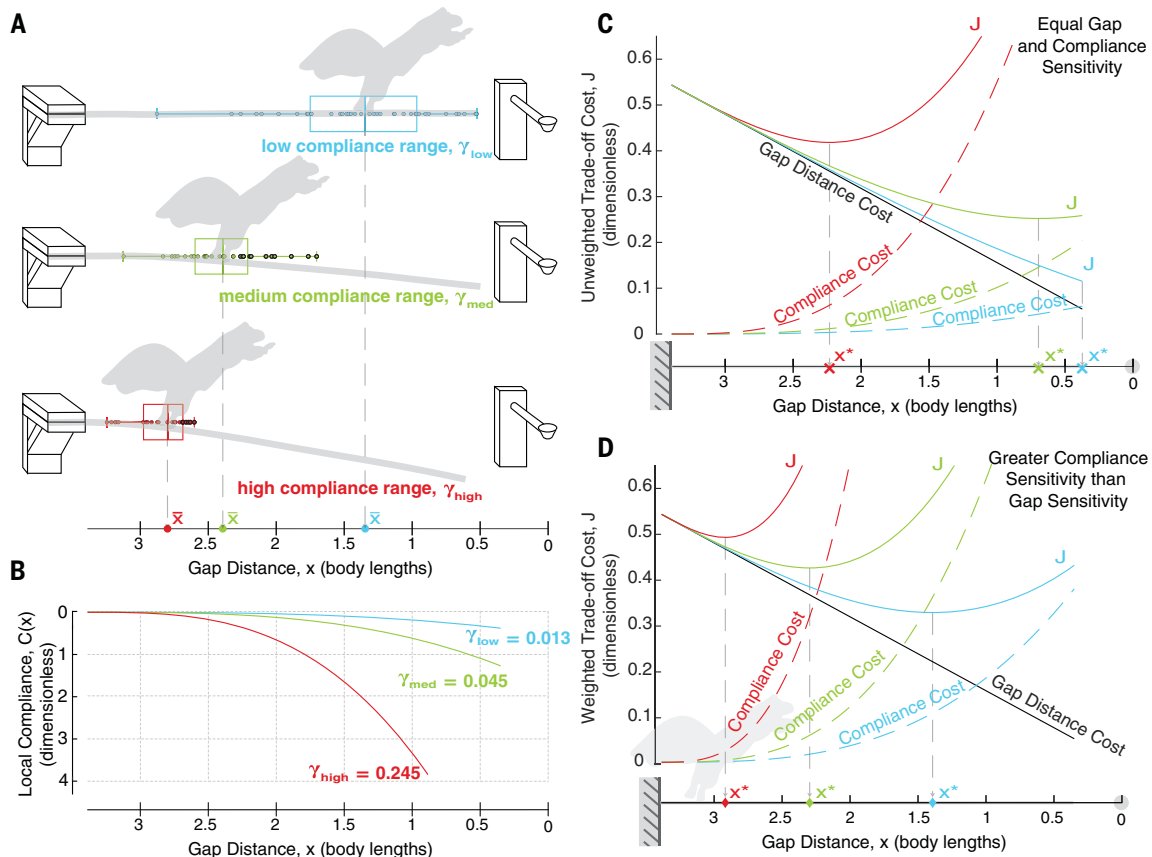 A
low compliance range, γlow
medium compliance range, γmed
high compliance range, γhigh
x̄
x̄
x̄
3
2.5
2
1.5
1
0.5
0
Gap Distance, x (body lengths)
B
Local Compliance, C(x)
(dimensionless)
0
1
2
3
4
γlow = 0.013
γmed = 0.045
γhigh = 0.245
3
2.5
2
1.5
1
0.5
0
Gap Distance, x (body lengths)
C
Equal Gap
and Compliance
Sensitivity
Unweighted Trade-off Cost, J
(dimensionless)
0.6
0.5
0.4
0.3
0.2
0.1
0
J
J
J
Gap Distance Cost
Compliance Cost
Compliance Cost
Compliance Cost
x*
x*
x*
3
2.5
2
1.5
1
0.5
0
Gap Distance, x (body lengths)
D
Greater Compliance
Sensitivity than
Gap Sensitivity
Weighted Trade-off Cost, J
(dimensionless)
0.6
0.5
0.4
0.3
0.2
0.1
0
J
J
J
Compliance Cost
Compliance Cost
Compliance Cost
Gap Distance Cost
x*
x*
x*
3
2.5
2
1.5
1
0.5
0
Gap Distance, x (body lengths)